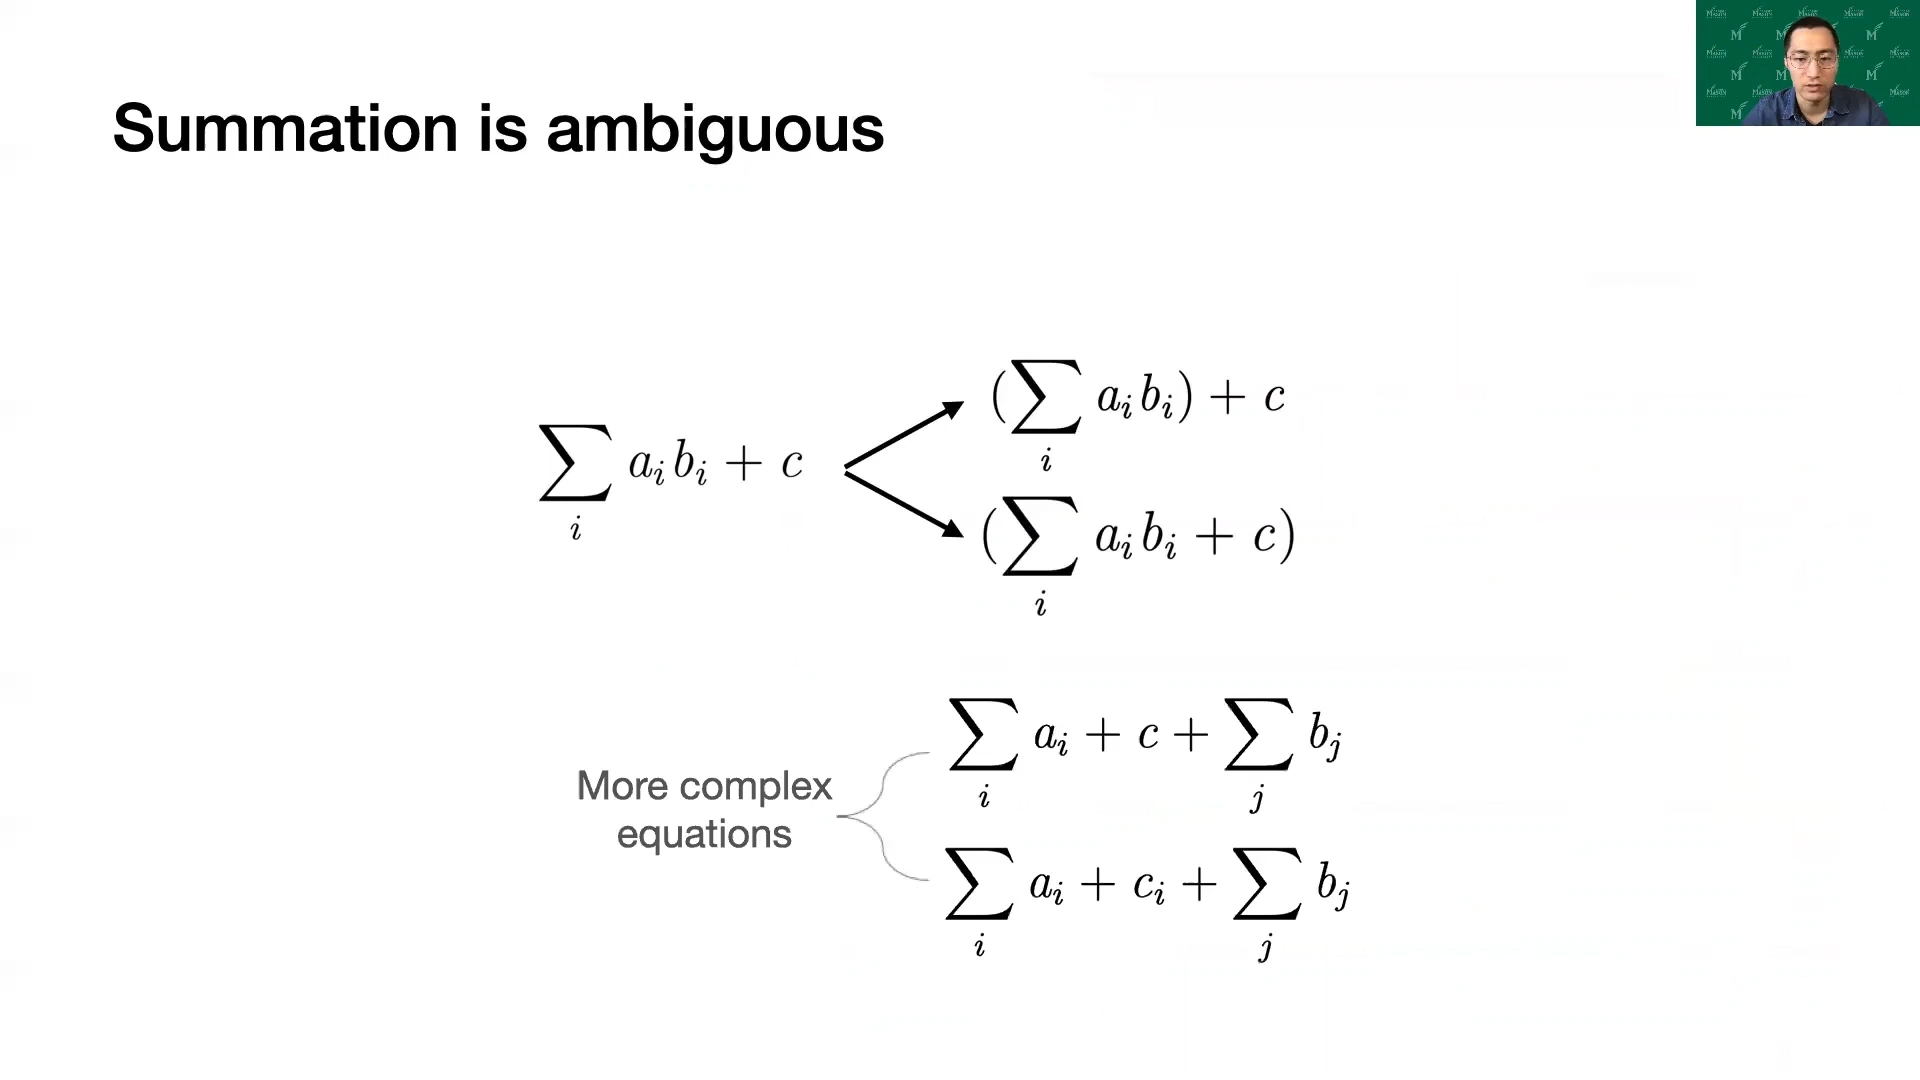 Summation is ambiguous
∑_i a_i b_i + c
(∑_i a_i b_i) + c
(∑_i a_i b_i + c)
More complex
equations
∑_i a_i + c + ∑_j b_j
∑_i a_i + c_i + ∑_j b_j